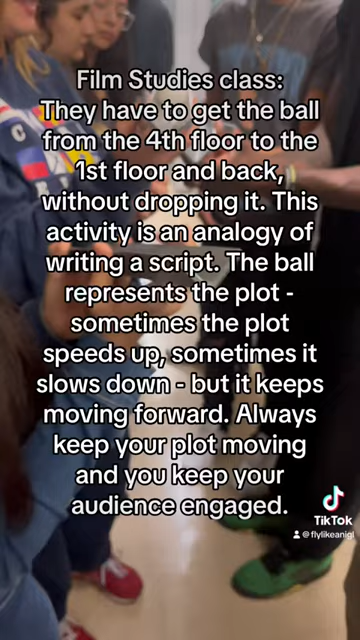 Film Studies class:
They have to get the ball
from the 4th floor to the
1st floor and back,
without dropping it. This
activity is an analogy of
writing a script. The ball
represents the plot -
sometimes the plot
speeds up, sometimes it
slows down - but it keeps
moving forward. Always
keep your plot moving
and you keep your
audience engaged.
TikTok
@flylikeanigl